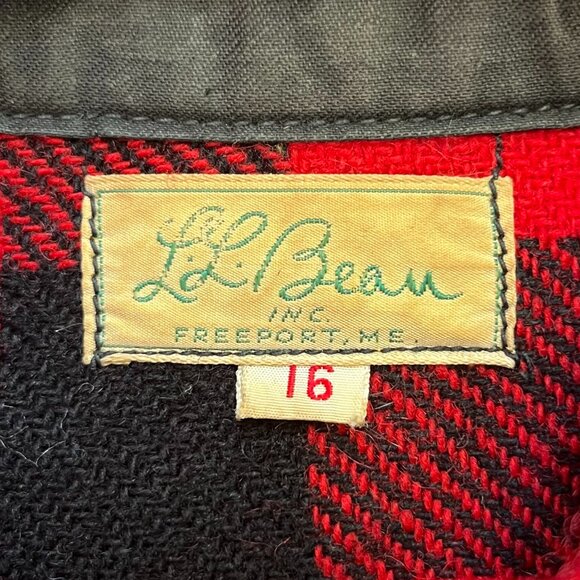 L.L. Bean
INC.
FREEPORT, ME.
16